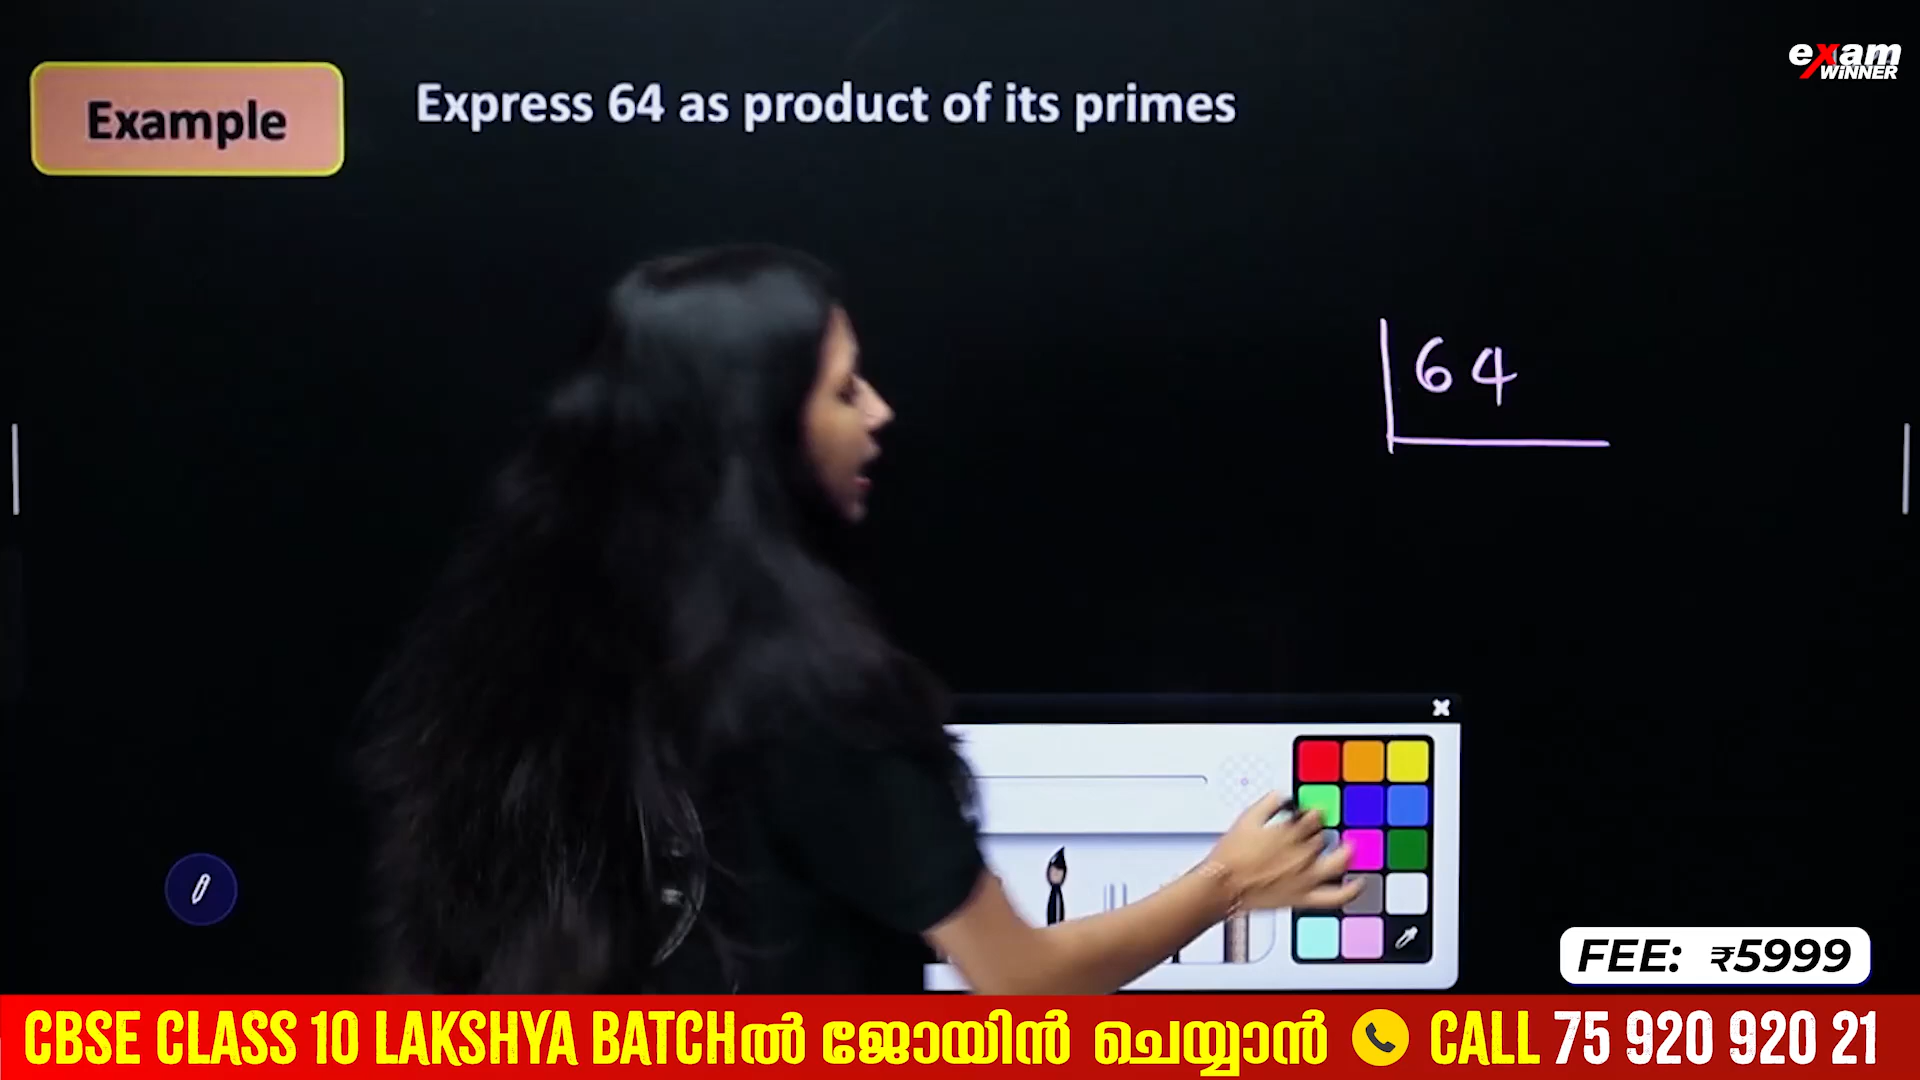 exam
WINNER
Example
Express 64 as product of its primes
64
FEE: ₹5999
CBSE CLASS 10 LAKSHYA BATCHൽ ജോയിൻ ചെയ്യാൻ CALL 75 920 920 21